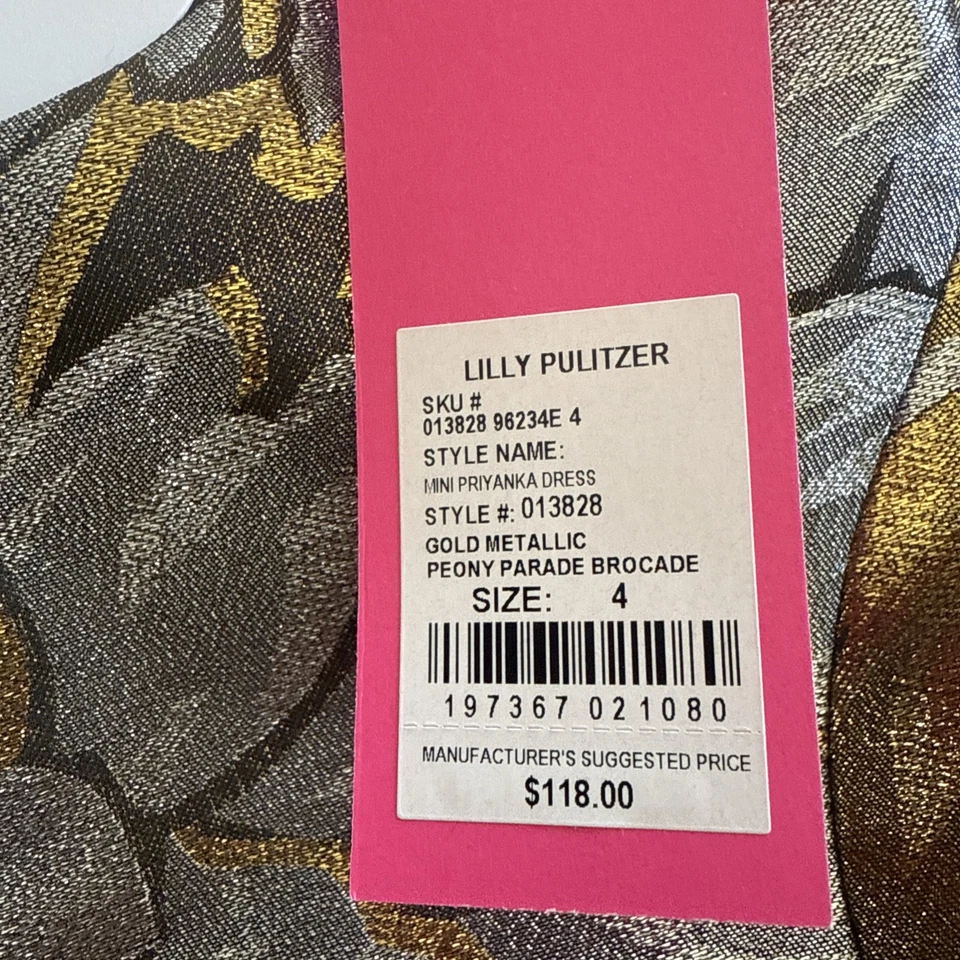 LILLY PULITZER
SKU #
013828 96234E 4
STYLE NAME:
MINI PRIYANKA DRESS
STYLE #: 013828
GOLD METALLIC
PEONY PARADE BROCADE
SIZE: 4
197367 021080
MANUFACTURER'S SUGGESTED PRICE
$118.00